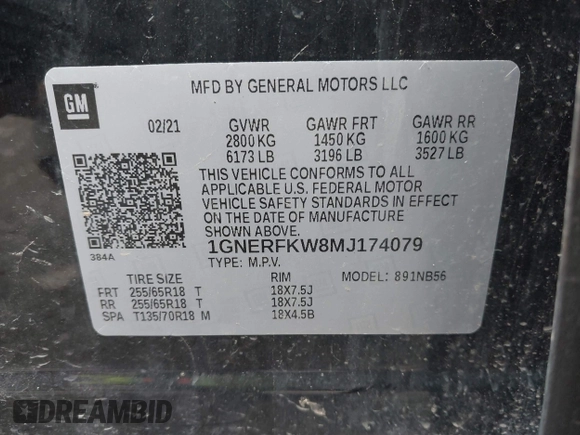 GM
MFD BY GENERAL MOTORS LLC
02/21 GVWR GAWR FRT GAWR RR
2800 KG 1450 KG 1600 KG
6173 LB 3196 LB 3527 LB
THIS VEHICLE CONFORMS TO ALL
APPLICABLE U.S. FEDERAL MOTOR
VEHICLE SAFETY STANDARDS IN EFFECT
ON THE DATE OF MANUFACTURE
SHOWN ABOVE.
384A 1GNERFKW8MJ174079
TYPE: M.P.V. MODEL: 891NB56
TIRE SIZE RIM
FRT 255/65R18 T 18X7.5J
RR 255/65R18 T 18X7.5J
SPA T135/70R18 M 18X4.5B
DREAMBID